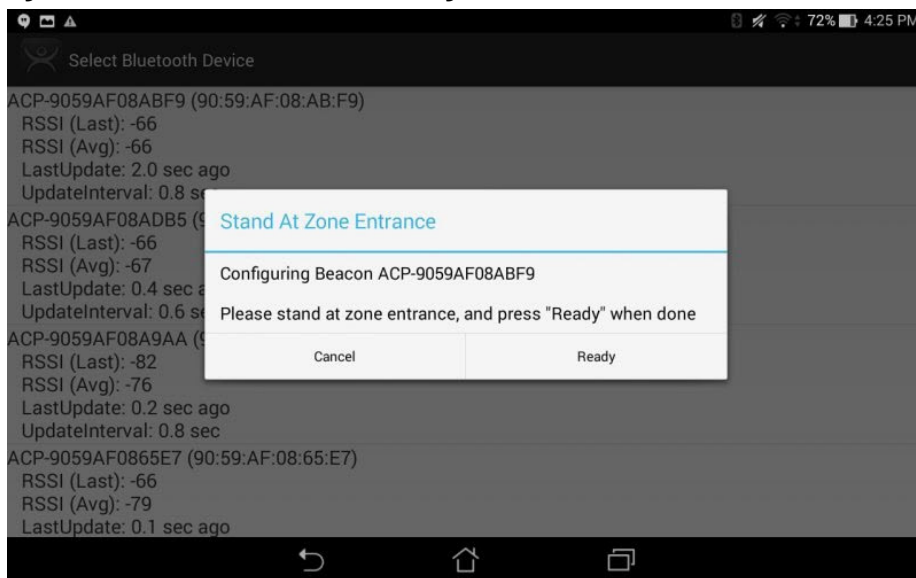 72% 4:25 PM
Select Bluetooth Device
ACP-9059AF08ABF9 (90:59:AF:08:AB:F9)
RSSI (Last): -66
RSSI (Avg): -66
LastUpdate: 2.0 sec ago
UpdateInterval: 0.8
ACP-9059AF08ADB5
RSSI (Last): -66
RSSI (Avg): -67
LastUpdate: 0.4 sec
UpdateInterval: 0.6
ACP-9059AF08A9AA
RSSI (Last): -82
RSSI (Avg): -76
LastUpdate: 0.2 sec ago
UpdateInterval: 0.8 sec
ACP-9059AF0865E7 (90:59:AF:08:65:E7)
RSSI (Last): -66
RSSI (Avg): -79
LastUpdate: 0.1 sec ago
Stand At Zone Entrance
Configuring Beacon ACP-9059AF08ABF9
Please stand at zone entrance, and press "Ready" when done
Cancel Ready